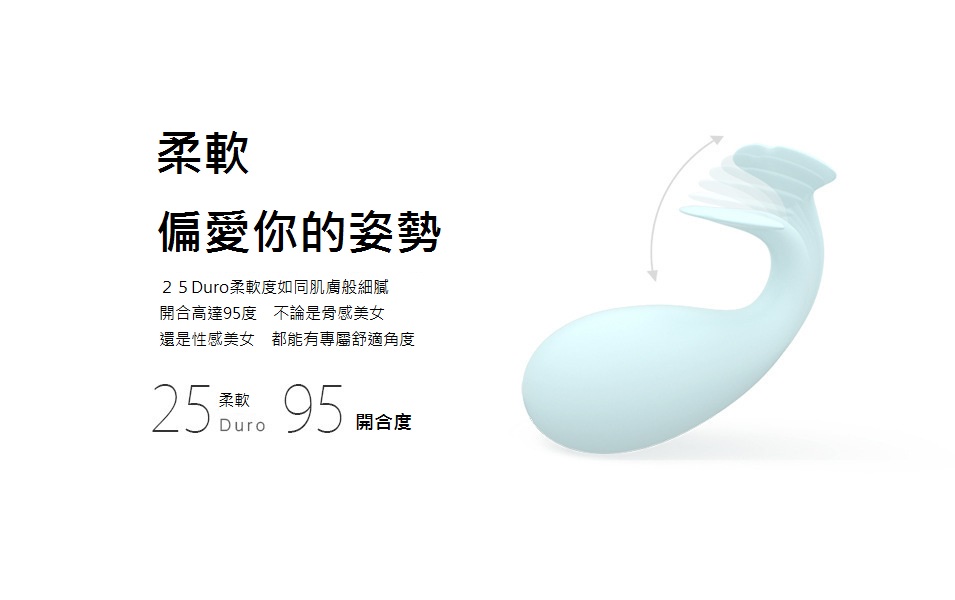 柔軟
偏愛你的姿勢
２５Duro柔軟度如同肌膚般細膩
開合高達95度　不論是骨感美女
還是性感美女　都能有專屬舒適角度
25 柔軟 Duro 95 開合度